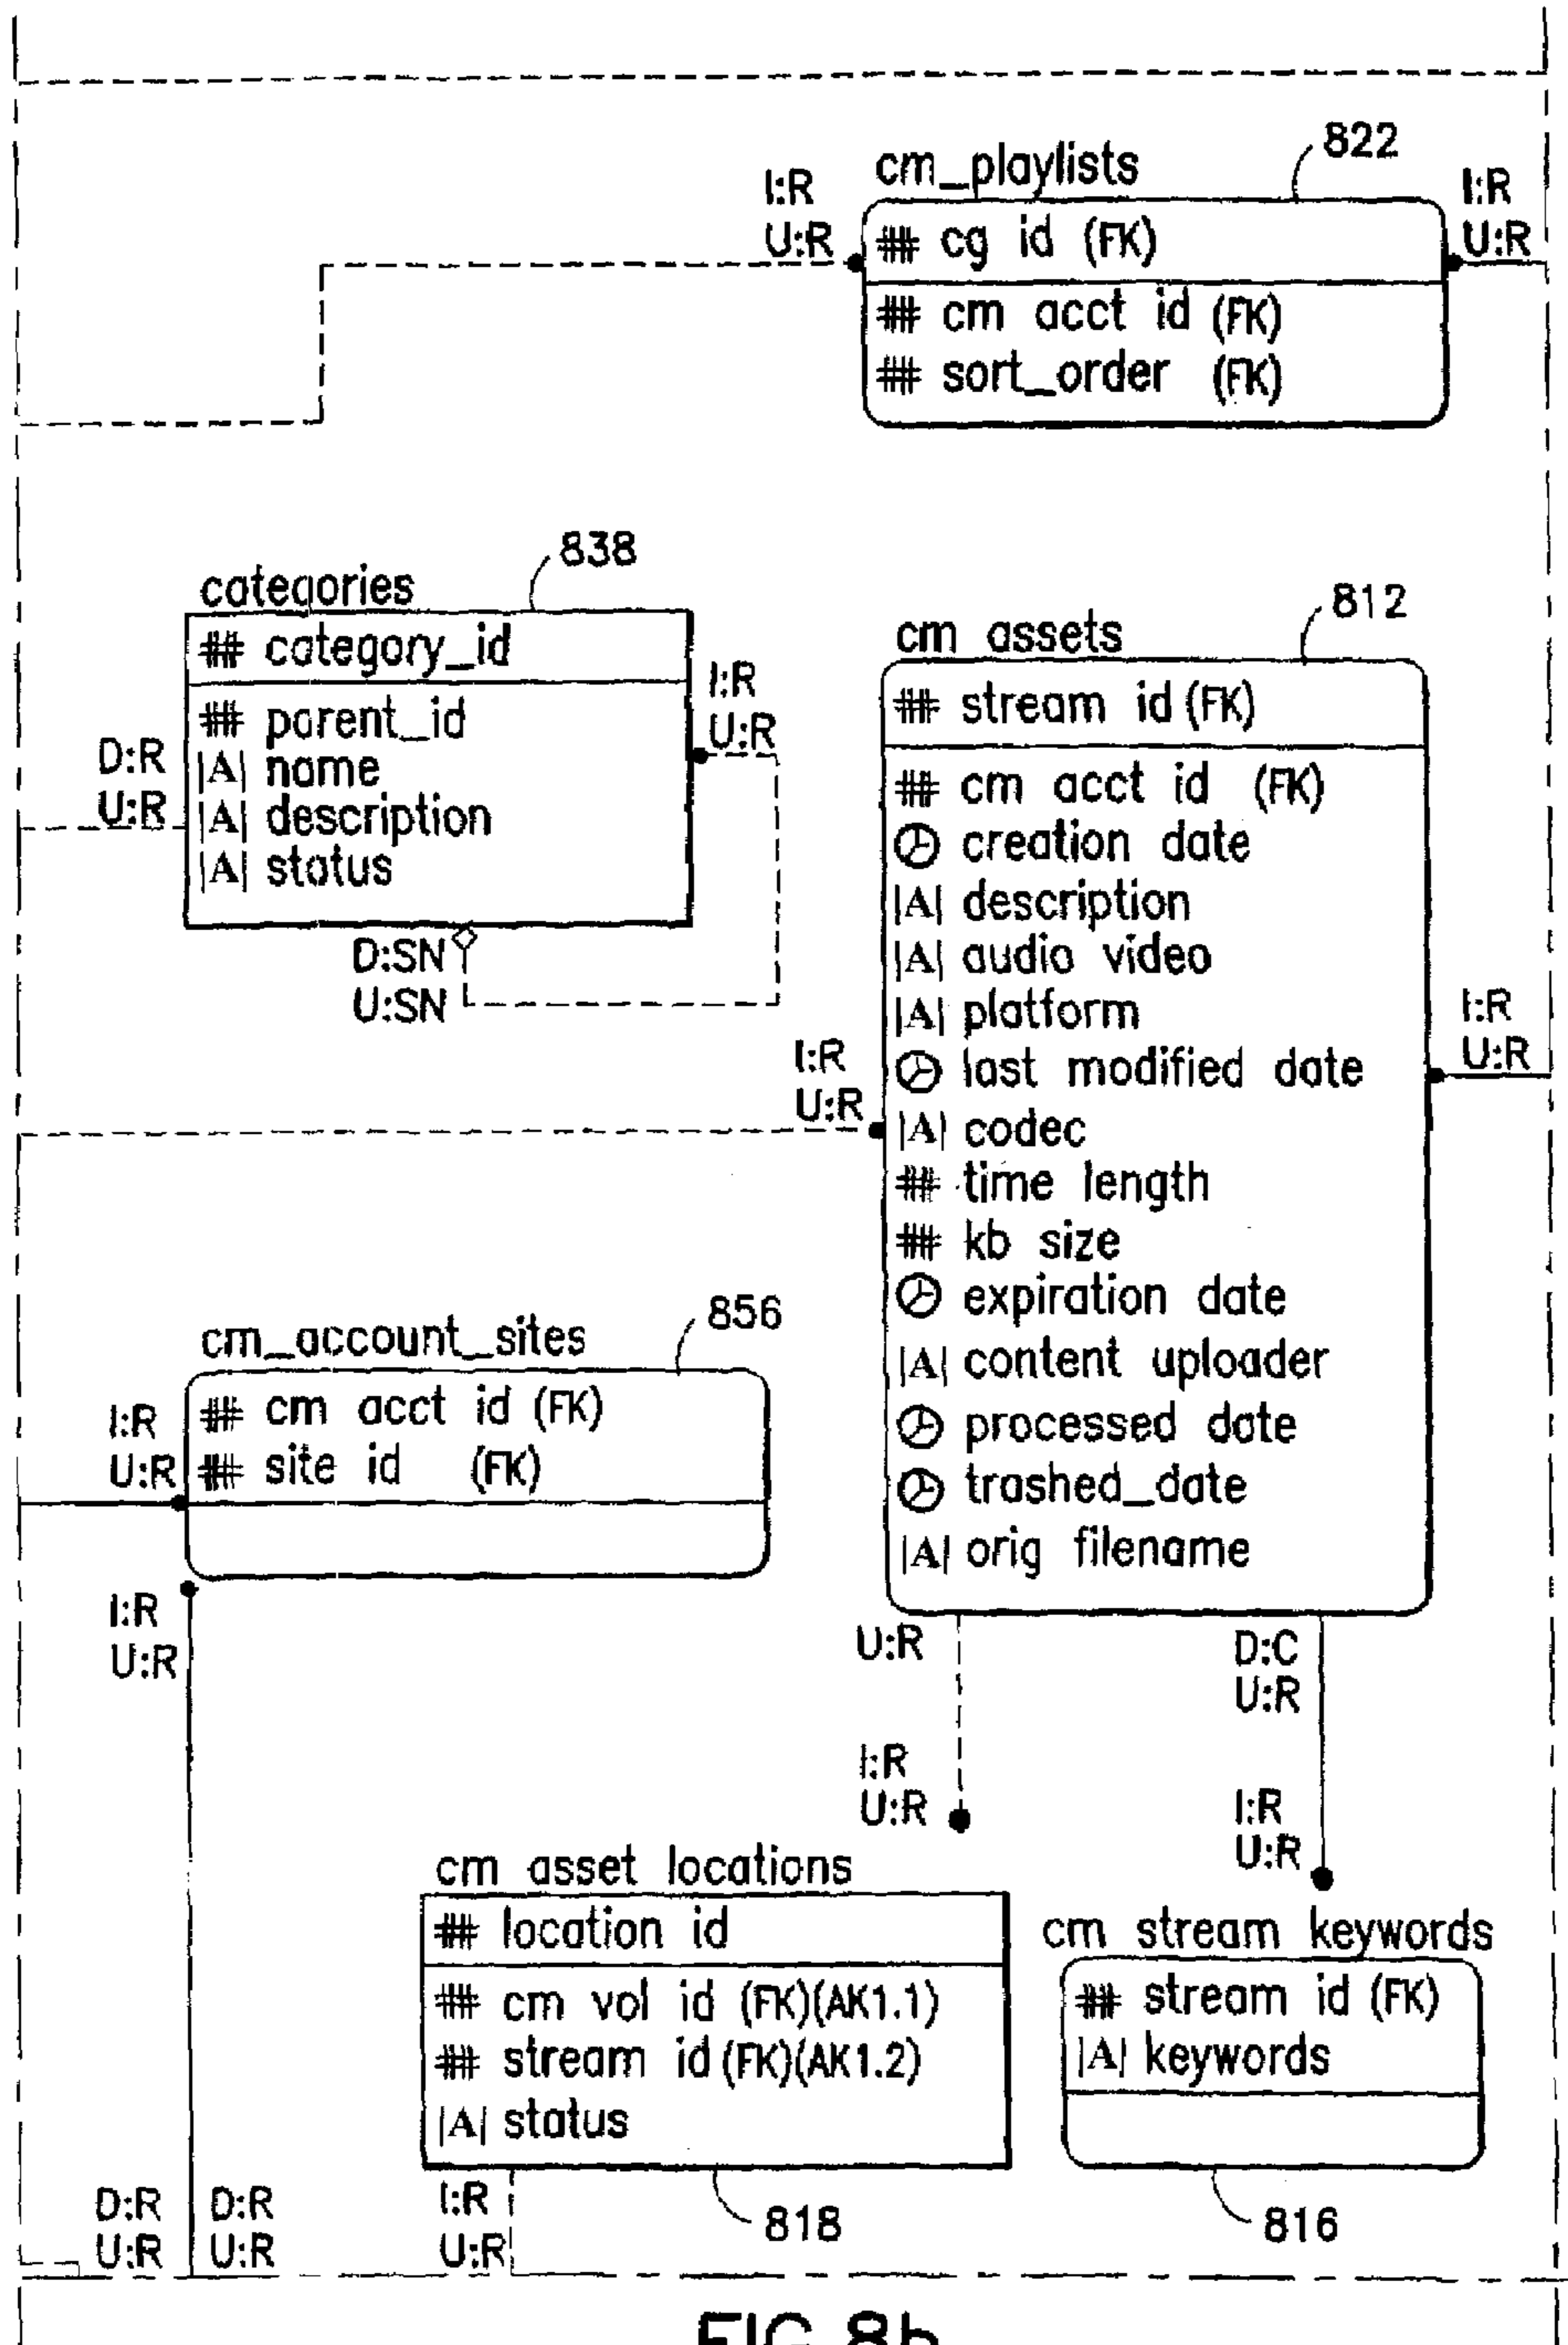 822
cm_playlists
I:R
U:R
I:R
U:R
## cg id (FK)
## cm acct id (FK)
## sort_order (FK)
838
categories
## category_id
## parent_id
|A| name
|A| description
|A| status
D:R
U:R
I:R
U:R
D:SN
U:SN
812
cm assets
## stream id (FK)
## cm acct id (FK)
creation date
|A| description
|A| audio video
|A| platform
last modified date
|A| codec
## time length
## kb size
expiration date
|A| content uploader
processed date
trashed_date
|A| orig filename
I:R
U:R
I:R
U:R
856
cm_account_sites
## cm acct id (FK)
## site id (FK)
I:R
U:R
I:R
U:R
U:R
D:C
U:R
I:R
U:R
I:R
U:R
cm asset locations
## location id
## cm vol id (FK)(AK1.1)
## stream id (FK)(AK1.2)
|A| status
cm stream keywords
## stream id (FK)
|A| keywords
D:R
U:R
D:R
U:R
I:R
U:R
818
816
FIG.8b